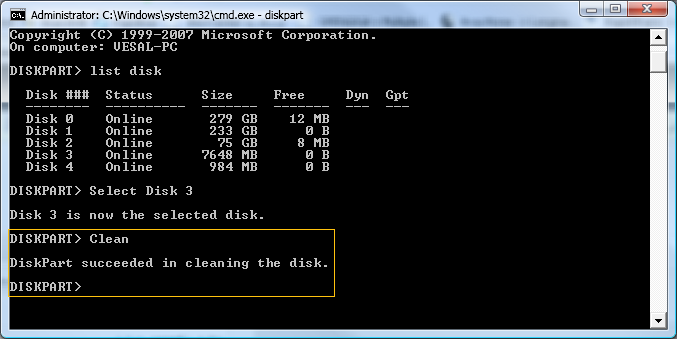 Administrator: C:\Windows\system32\cmd.exe - diskpart
Copyright (C) 1999-2007 Microsoft Corporation.
On computer: VESAL-PC
DISKPART> list disk
Disk ###  Status      Size     Free     Dyn  Gpt
--------  ----------  -------  -------  ---  ---
Disk 0    Online       279 GB    12 MB
Disk 1    Online       233 GB      0 B
Disk 2    Online        75 GB     8 MB
Disk 3    Online      7648 MB      0 B
Disk 4    Online       984 MB      0 B
DISKPART> Select Disk 3
Disk 3 is now the selected disk.
DISKPART> Clean
DiskPart succeeded in cleaning the disk.
DISKPART>